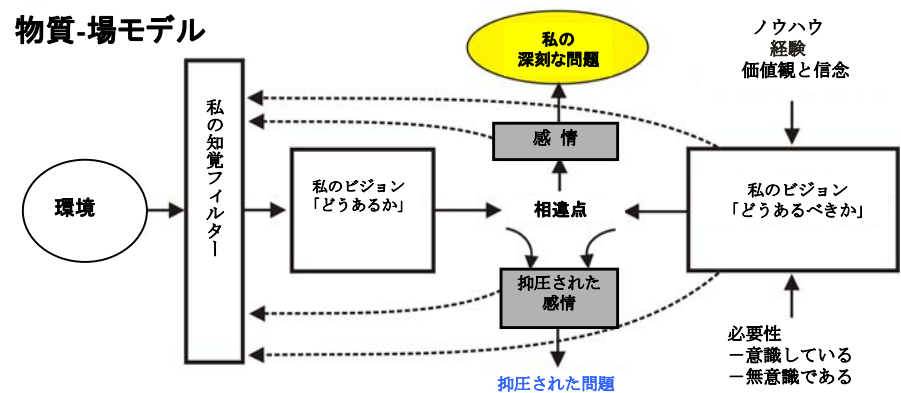 物質-場モデル
私の
深刻な問題
ノウハウ
経験
価値観と信念
私の知覚フィルター
感 情
環境
私のビジョン
「どうあるか」
相違点
私のビジョン
「どうあるべきか」
抑圧された
感情
抑圧された問題
必要性
－意識している
－無意識である